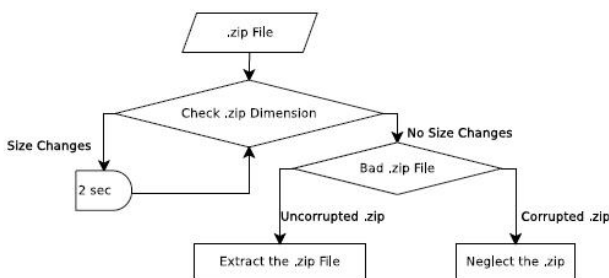 .zip File
Check .zip Dimension
Size Changes
No Size Changes
2 sec
Bad .zip File
Uncorrupted .zip
Corrupted .zip
Extract the .zip File
Neglect the .zip